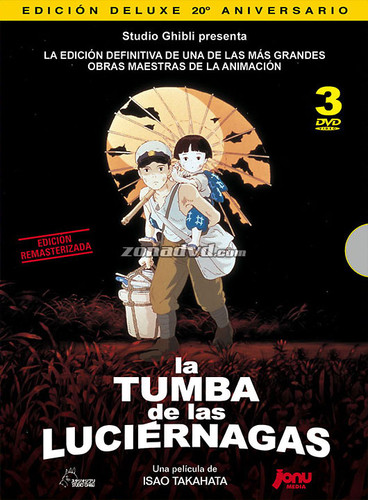 EDICIÓN DELUXE 20º ANIVERSARIO
Studio Ghibli presenta
LA EDICIÓN DEFINITIVA DE UNA DE LAS MÁS GRANDES
OBRAS MAESTRAS DE LA ANIMACIÓN
3
DVD
VIDEO
EDICIÓN
REMASTERIZADA
zonadvd.com
la
TUMBA
de las
LUCIÉRNAGAS
Una película de
ISAO TAKAHATA
jonu
MEDIA